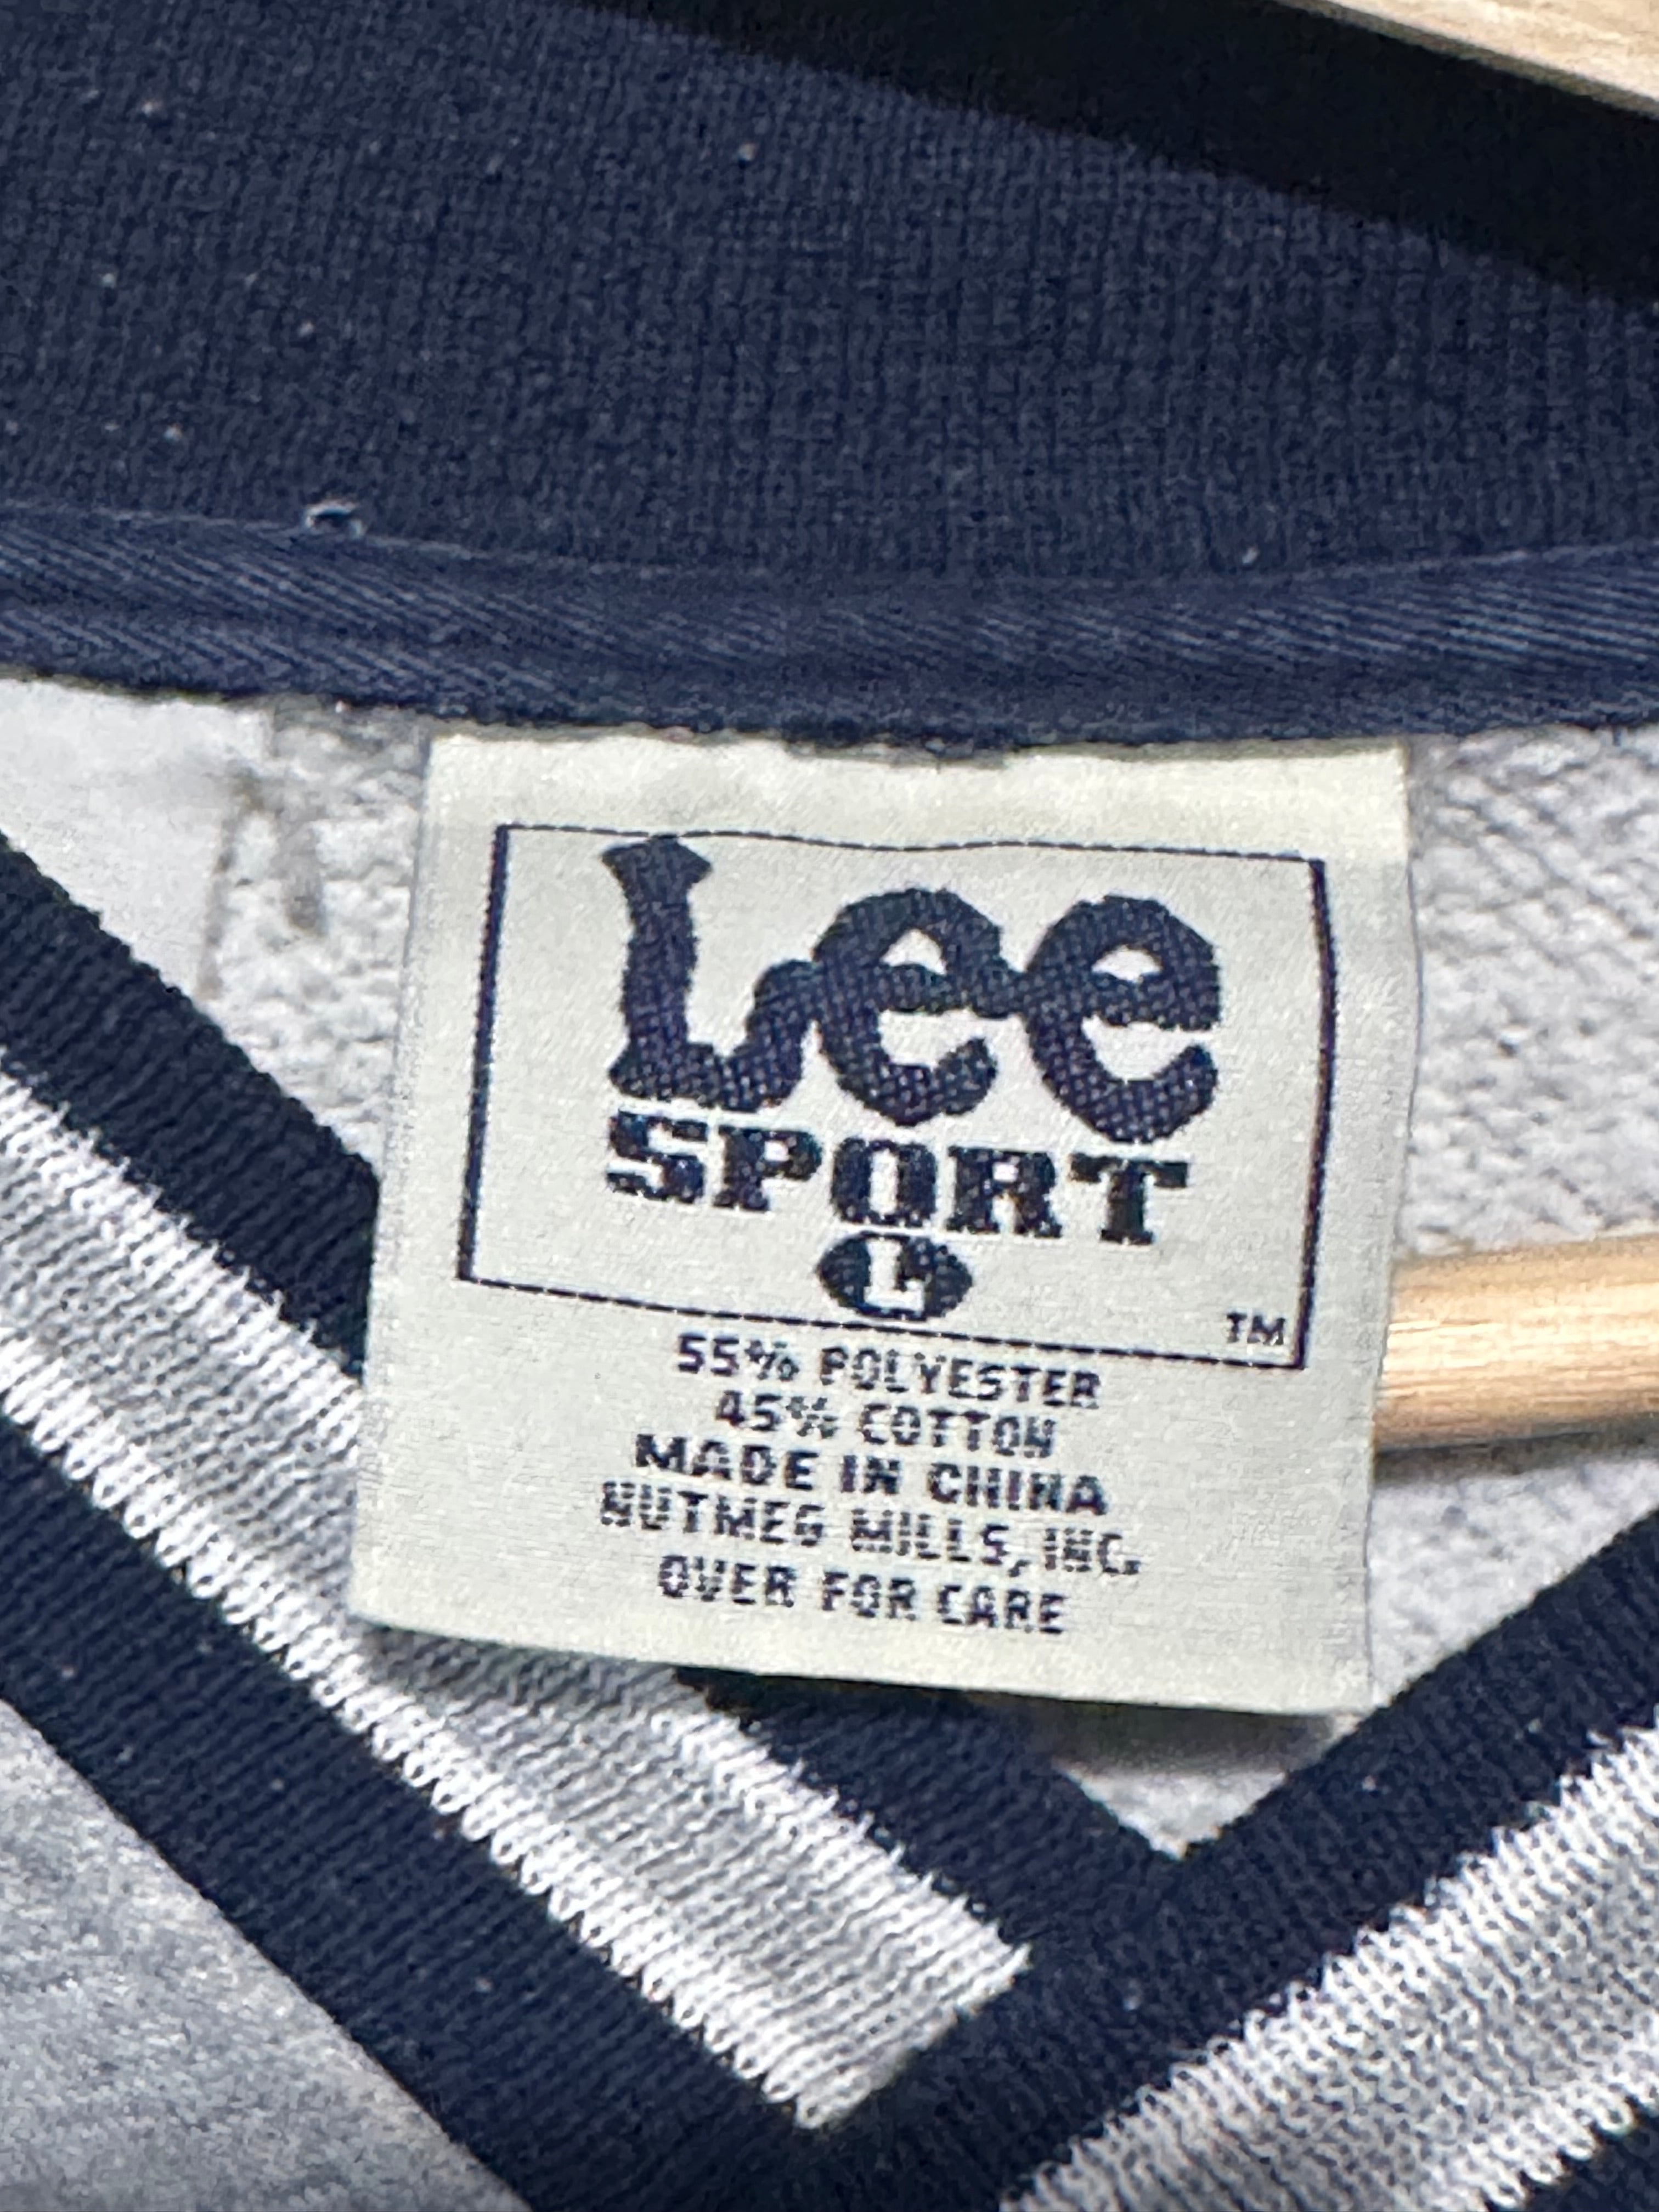 Lee
SPORT
L
TM
55% POLYESTER
45% COTTON
MADE IN CHINA
NUTMEG MILLS, INC.
OVER FOR CARE